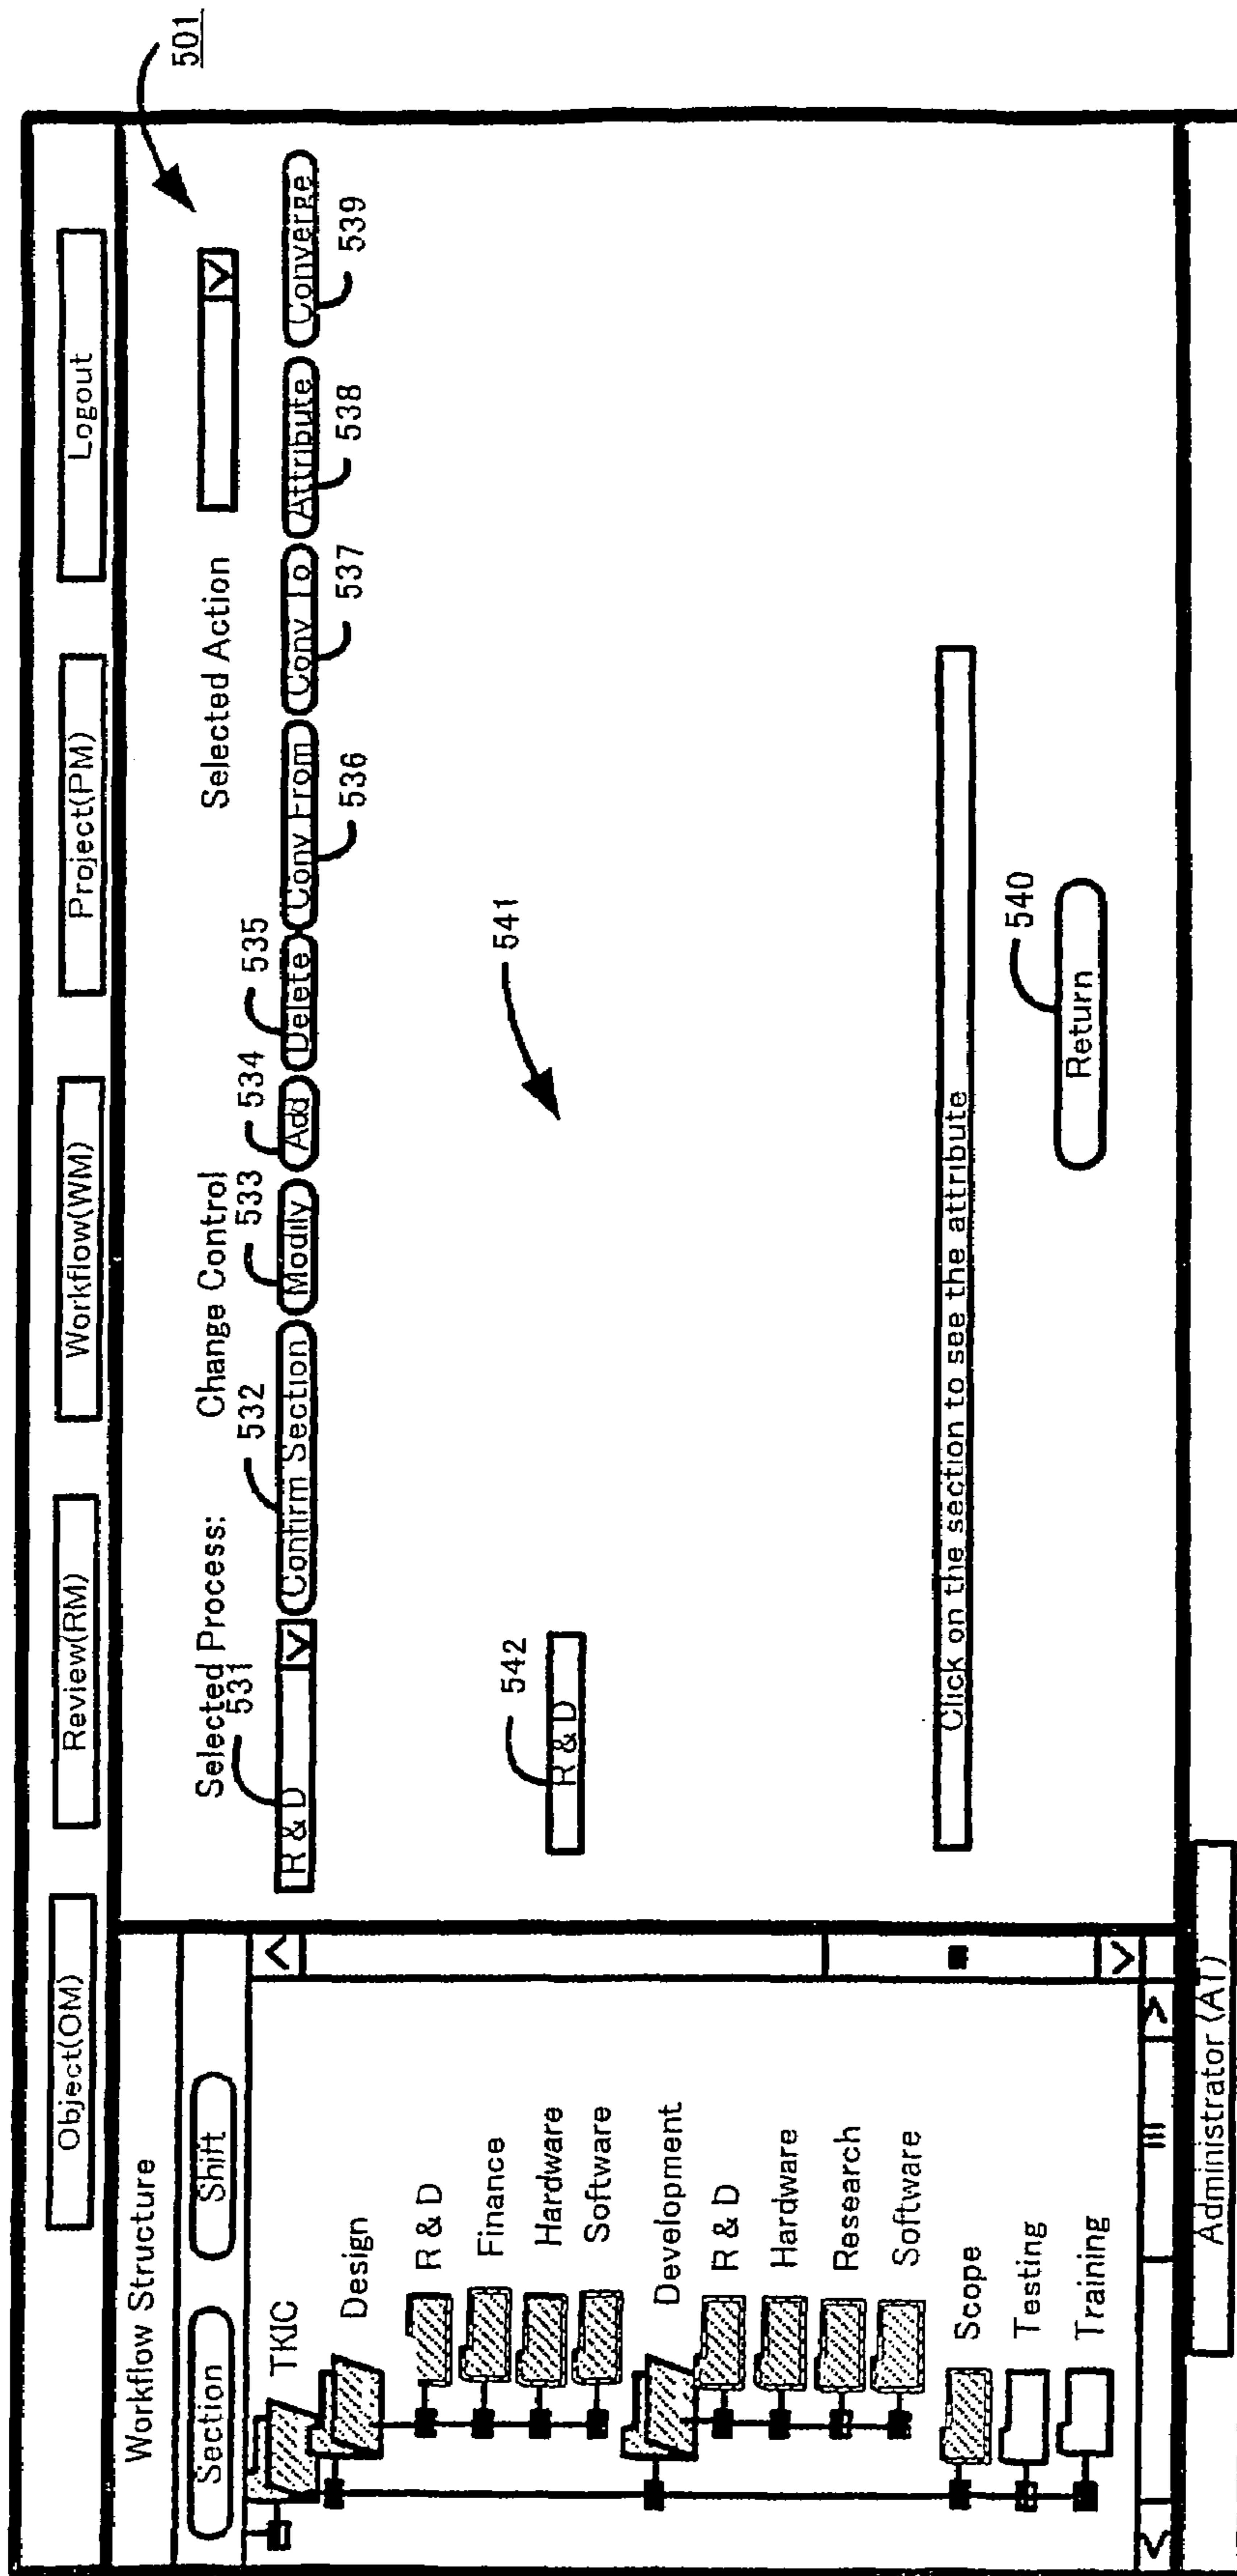 501
Object(OM) Review(RM) Workflow(WM) Project(PM) Logout
Workflow Structure
Section Shift
TKIC
Design
R & D
Finance
Hardware
Software
Development
R & D
Hardware
Research
Software
Scope
Testing
Training
Selected Process: Change Control Selected Action
531 532 533 534 535
R & D Confirm Section Modify Add Delete Copy From Copy To Attribute Converge
536 537 538 539
542 541
R & D
Click on the section to see the attribute
540
Return
Administrator (AT)